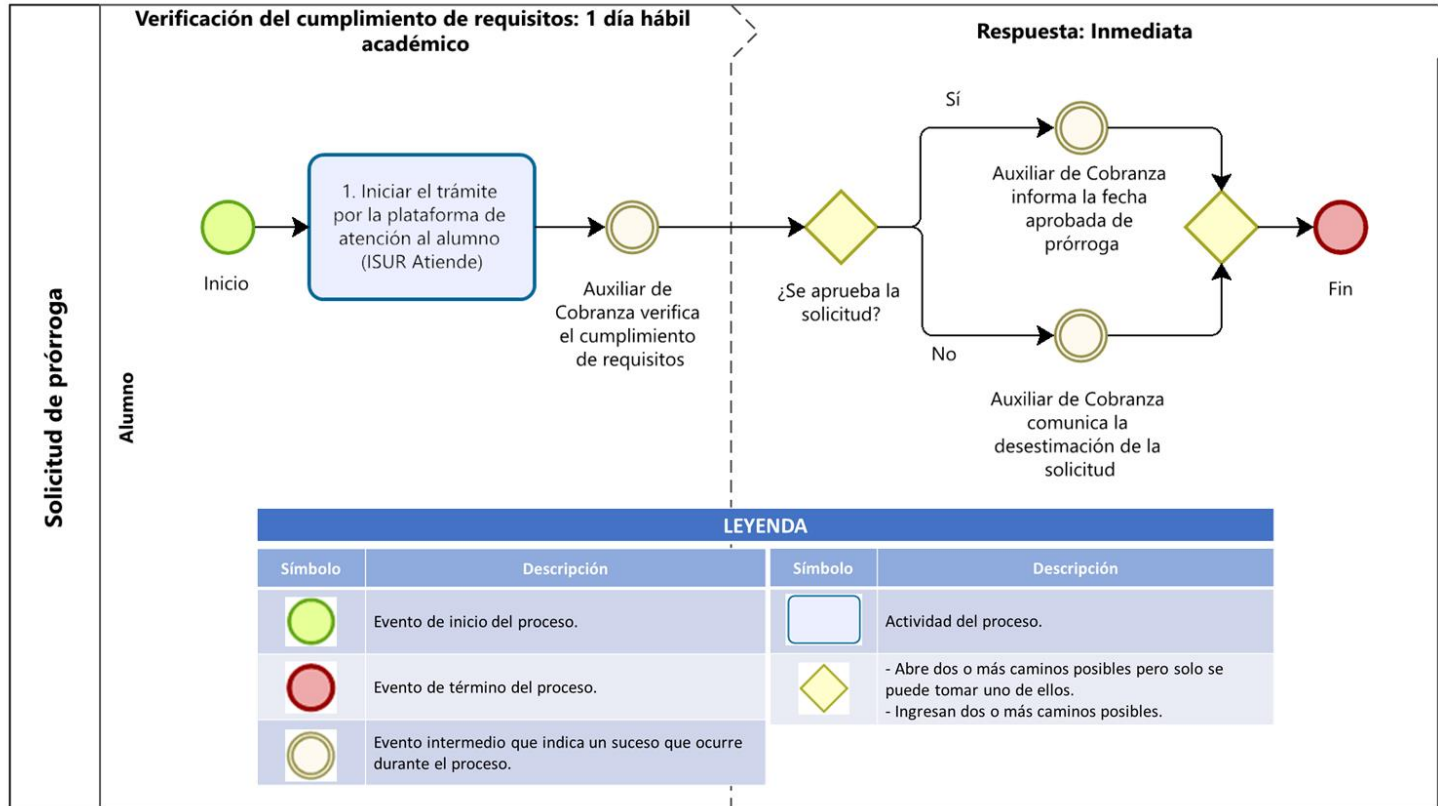 Verificación del cumplimiento de requisitos: 1 día hábil
académico
Respuesta: Inmediata
Solicitud de prórroga
Alumno
Inicio
1. Iniciar el trámite
por la plataforma de
atención al alumno
(ISUR Atiende)
Auxiliar de
Cobranza verifica
el cumplimiento
de requisitos
¿Se aprueba la
solicitud?
Sí
Auxiliar de Cobranza
informa la fecha
aprobada de
prórroga
No
Auxiliar de Cobranza
comunica la
desestimación de la
solicitud
Fin
LEYENDA
Símbolo
Descripción
Símbolo
Descripción
Evento de inicio del proceso.
Actividad del proceso.
Evento de término del proceso.
- Abre dos o más caminos posibles pero solo se
puede tomar uno de ellos.
- Ingresan dos o más caminos posibles.
Evento intermedio que indica un suceso que ocurre
durante el proceso.